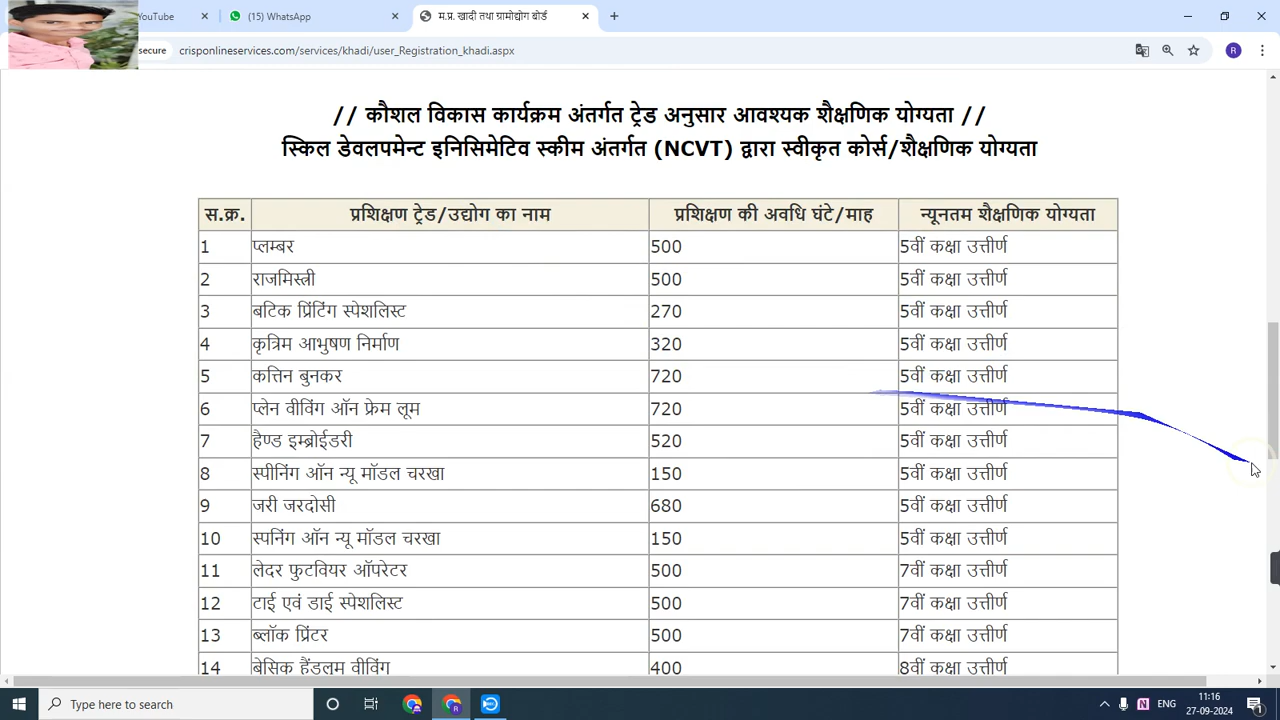 YouTube
(15) WhatsApp
म.प्र. खादी तथा ग्रामोद्योग बोर्ड
secure
crisponlineservices.com/services/khadi/user_Registration_khadi.aspx
R
// कौशल विकास कार्यक्रम अंतर्गत ट्रेड अनुसार आवश्यक शैक्षणिक योग्यता //
स्किल डेवलपमेन्ट इनिसिमेटिव स्कीम अंतर्गत (NCVT) द्वारा स्वीकृत कोर्स/शैक्षणिक योग्यता
स.क्र. प्रशिक्षण ट्रेड/उद्योग का नाम प्रशिक्षण की अवधि घंटे/माह न्यूनतम शैक्षणिक योग्यता
1 प्लम्बर 500 5वीं कक्षा उत्तीर्ण
2 राजमिस्त्री 500 5वीं कक्षा उत्तीर्ण
3 बटिक प्रिंटिंग स्पेशलिस्ट 270 5वीं कक्षा उत्तीर्ण
4 कृत्रिम आभुषण निर्माण 320 5वीं कक्षा उत्तीर्ण
5 कत्तिन बुनकर 720 5वीं कक्षा उत्तीर्ण
6 प्लेन वीविंग ऑन फ्रेम लूम 720 5वीं कक्षा उत्तीर्ण
7 हैण्ड इम्ब्रोईडरी 520 5वीं कक्षा उत्तीर्ण
8 स्पीनिंग ऑन न्यू मॉडल चरखा 150 5वीं कक्षा उत्तीर्ण
9 जरी जरदोसी 680 5वीं कक्षा उत्तीर्ण
10 स्पनिंग ऑन न्यू मॉडल चरखा 150 5वीं कक्षा उत्तीर्ण
11 लेदर फुटवियर ऑपरेटर 500 7वीं कक्षा उत्तीर्ण
12 टाई एवं डाई स्पेशलिस्ट 500 7वीं कक्षा उत्तीर्ण
13 ब्लॉक प्रिंटर 500 7वीं कक्षा उत्तीर्ण
14 बेसिक हैंडलूम वीविंग 400 8वीं कक्षा उत्तीर्ण
Type here to search
ENG
11:16
27-09-2024